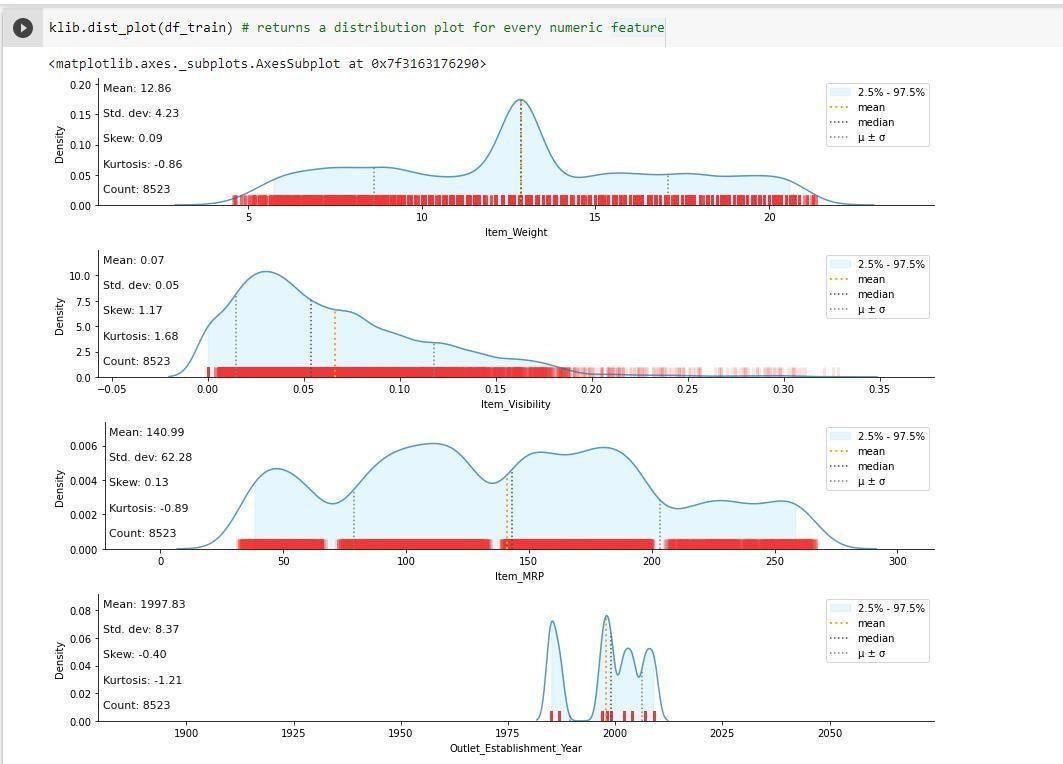 klib.dist_plot(df_train) # returns a distribution plot for every numeric feature
<matplotlib.axes._subplots.AxesSubplot at 0x7f3163176290>
Mean: 12.86
Std. dev: 4.23
Skew: 0.09
Kurtosis: -0.86
Count: 8523
Density
0.20
0.15
0.10
0.05
0.00
2.5% - 97.5%
mean
median
μ ± σ
5 10 15 20
Item_Weight
Mean: 0.07
Std. dev: 0.05
Skew: 1.17
Kurtosis: 1.68
Count: 8523
Density
10.0
7.5
5.0
2.5
0.0
2.5% - 97.5%
mean
median
μ ± σ
−0.05 0.00 0.05 0.10 0.15 0.20 0.25 0.30 0.35
Item_Visibility
Mean: 140.99
Std. dev: 62.28
Skew: 0.13
Kurtosis: -0.89
Count: 8523
Density
0.006
0.004
0.002
0.000
2.5% - 97.5%
mean
median
μ ± σ
0 50 100 150 200 250 300
Item_MRP
Mean: 1997.83
Std. dev: 8.37
Skew: -0.40
Kurtosis: -1.21
Count: 8523
Density
0.08
0.06
0.04
0.02
0.00
2.5% - 97.5%
mean
median
μ ± σ
1900 1925 1950 1975 2000 2025 2050
Outlet_Establishment_Year